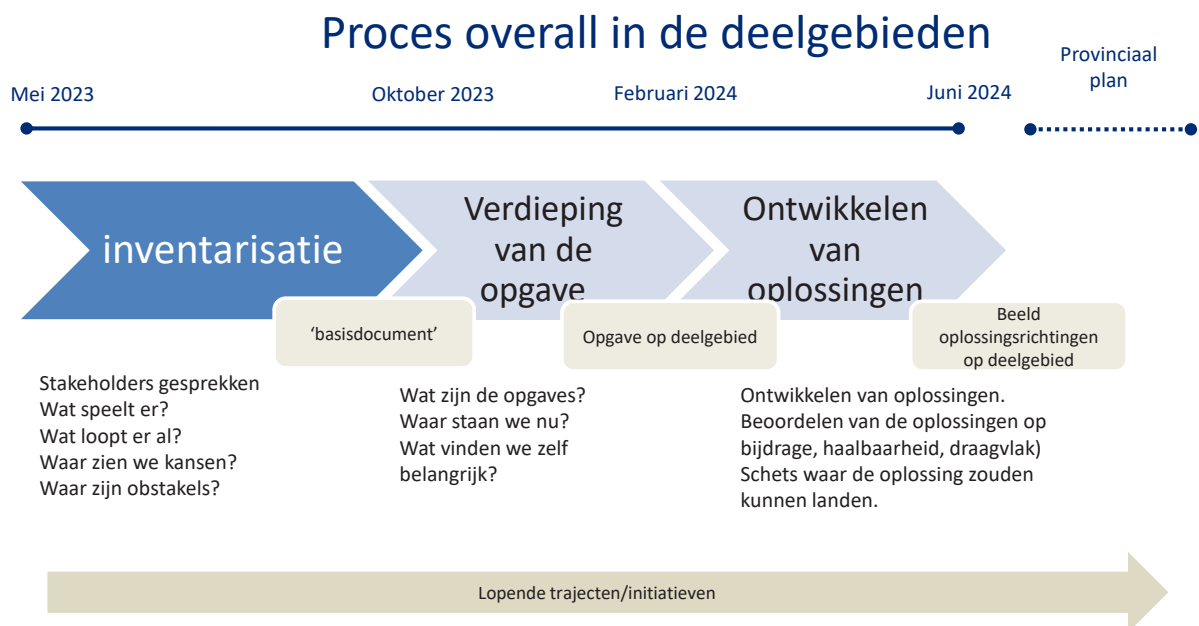 Proces overall in de deelgebieden
Provinciaal
plan
Mei 2023
Oktober 2023
Februari 2024
Juni 2024
inventarisatie
Verdieping
van de
opgave
Ontwikkelen
van
oplossingen
‘basisdocument’
Opgave op deelgebied
Beeld
oplossingsrichtingen
op deelgebied
Stakeholders gesprekken
Wat speelt er?
Wat loopt er al?
Waar zien we kansen?
Waar zijn obstakels?
Wat zijn de opgaves?
Waar staan we nu?
Wat vinden we zelf
belangrijk?
Ontwikkelen van oplossingen.
Beoordelen van de oplossingen op
bijdrage, haalbaarheid, draagvlak)
Schets waar de oplossing zouden
kunnen landen.
Lopende trajecten/initiatieven